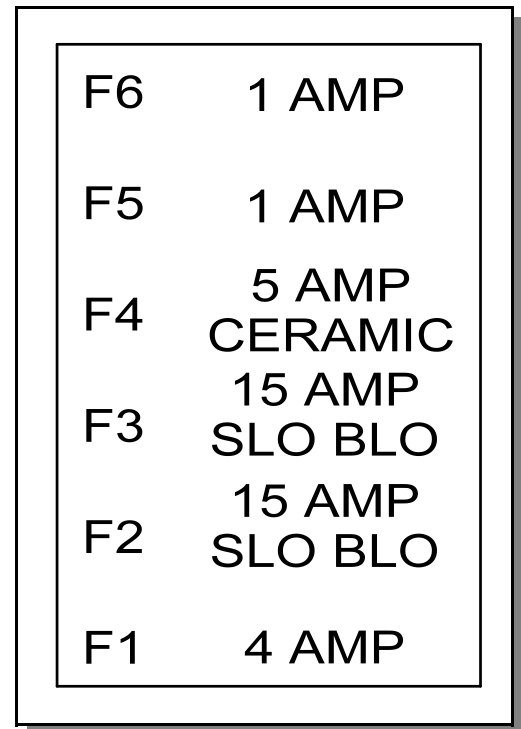 F6 1 AMP
F5 1 AMP
F4 5 AMP
CERAMIC
F3 15 AMP
SLO BLO
F2 15 AMP
SLO BLO
F1 4 AMP